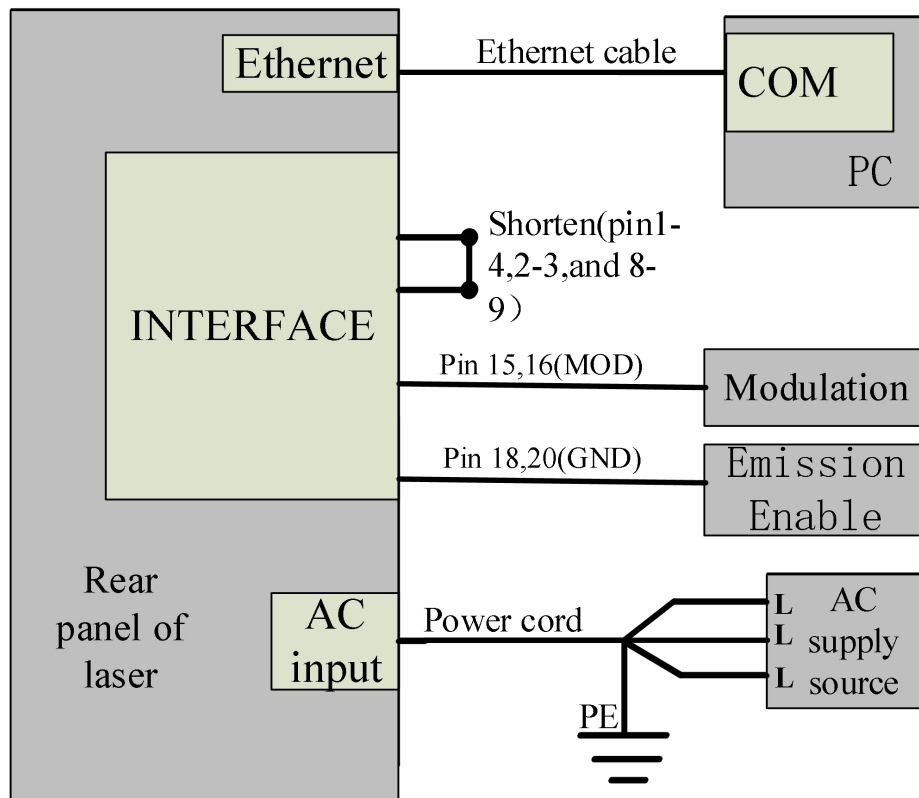 Ethernet
Ethernet cable
COM
PC
Shorten(pin1-
4,2-3,and 8-
9）
INTERFACE
Pin 15,16(MOD)
Modulation
Pin 18,20(GND)
Emission
Enable
Rear
panel of
laser
AC
input
Power cord
L
L
L
AC
supply
source
PE